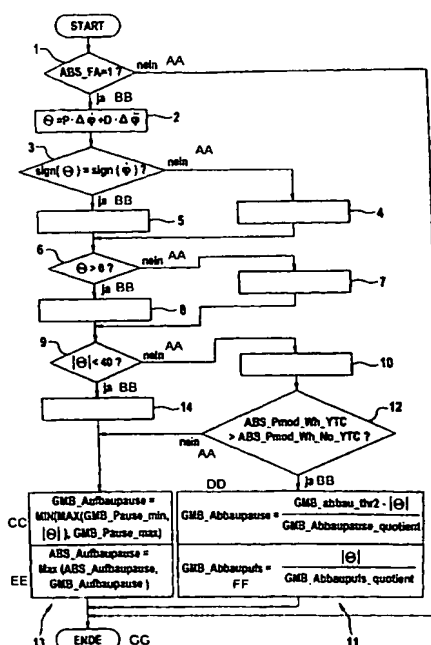 START
1
ABS_FA=1 ?
nein AA
ja BB
Θ =P·Δφ̇+D·Δφ̈
2
3
sign{Θ} = sign{φ̇} ?
nein AA
ja BB
5
4
6
Θ > 0 ?
nein AA
ja BB
8
7
9
|Θ| < 40 ?
nein AA
ja BB
10
14
12
ABS_Pmod_Wh_YTC
> ABS_Pmod_Wh_No_YTC ?
nein
AA
ja BB
DD
CC
GMB_Aufbaupause =
MIN(MAX(GMB_Pause_min,
|Θ| ), GMB_Pause_max)
GMB_Abbaupause = GMB_abbau_thr2 - |Θ|
GMB_Abbaupause_quotient
EE
ABS_Aufbaupause =
Max (ABS_Aufbaupause,
GMB_Aufbaupause )
GMB_Abbaupuls = |Θ|
GMB_Abbaupuls_quotient
FF
13
11
ENDE
GG